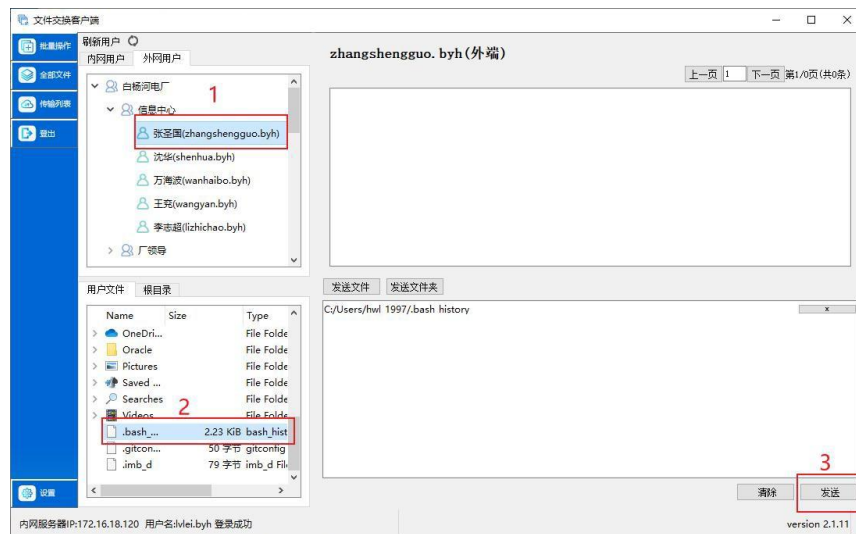 文件交换客户端
批量操作
全部文件
传输列表
登出
设置
刷新用户
内网用户 外网用户
白杨河电厂
1
信息中心
张圣国(zhangshengguo.byh)
沈华(shenhua.byh)
万海波(wanhaibo.byh)
王兖(wangyan.byh)
李志超(lizhichao.byh)
厂领导
zhangshengguo. byh(外端)
上一页 1 下一页 第1/0页(共0条)
用户文件 根目录
Name Size Type
OneDri... File Folde
Oracle File Folde
Pictures File Folde
Saved ... File Folde
Searches File Folde
2
Videos File Folde
.bash_... 2.23 KiB bash_hist
.gitcon... 50 字节 gitconfig
.imb_d 79 字节 imb_d File
发送文件 发送文件夹
C:/Users/hwl 1997/.bash history x
3
清除 发送
内网服务器IP:172.16.18.120 用户名:lvlei.byh 登录成功
version 2.1.11